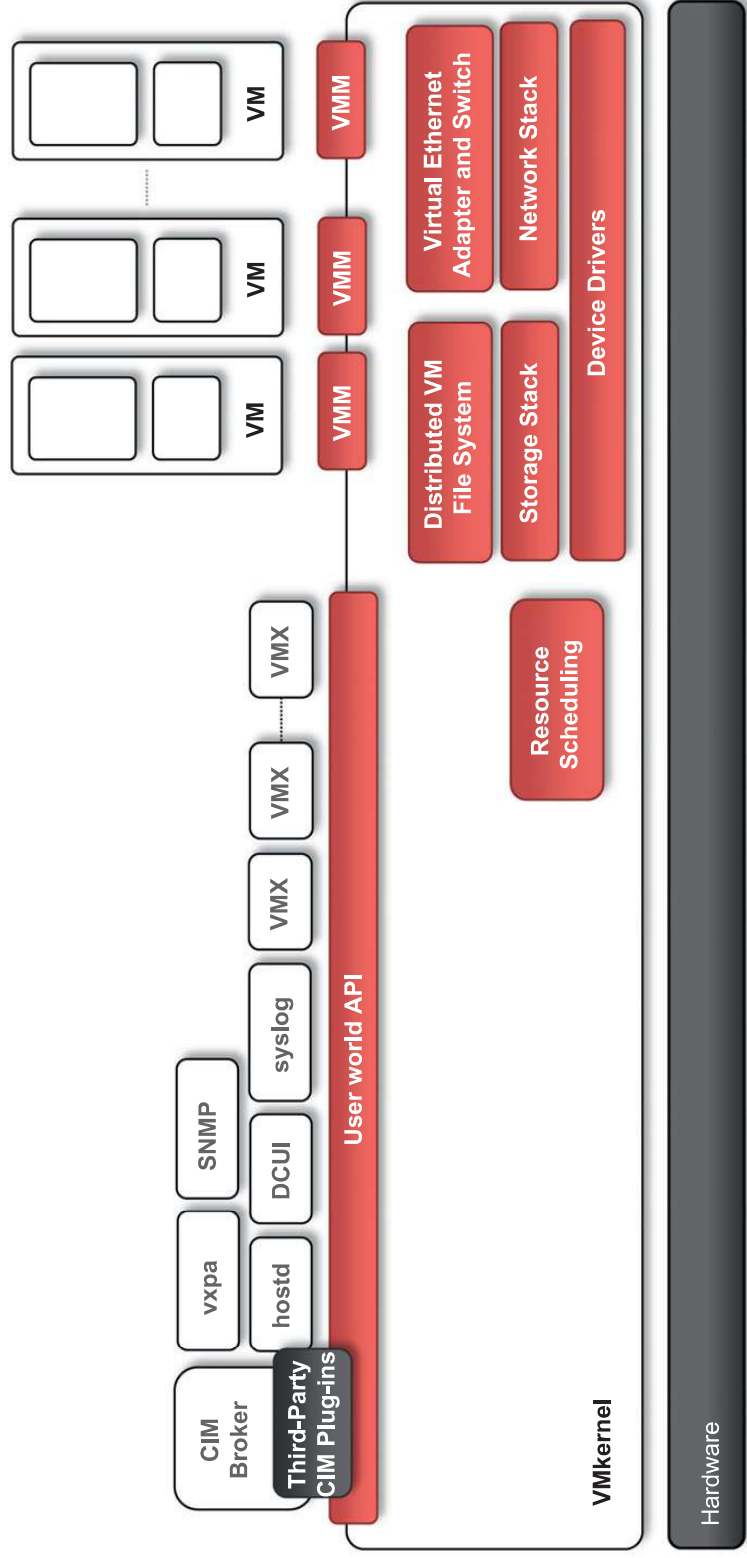 CIM
Broker
vxpa
SNMP
Third-Party
CIM Plug-ins
hostd
DCUI
syslog
VMX
VMX
VMX
VM
VM
VM
User world API
VMM
VMM
VMM
Distributed VM
File System
Virtual Ethernet
Adapter and Switch
Storage Stack
Network Stack
Resource
Scheduling
Device Drivers
VMkernel
Hardware